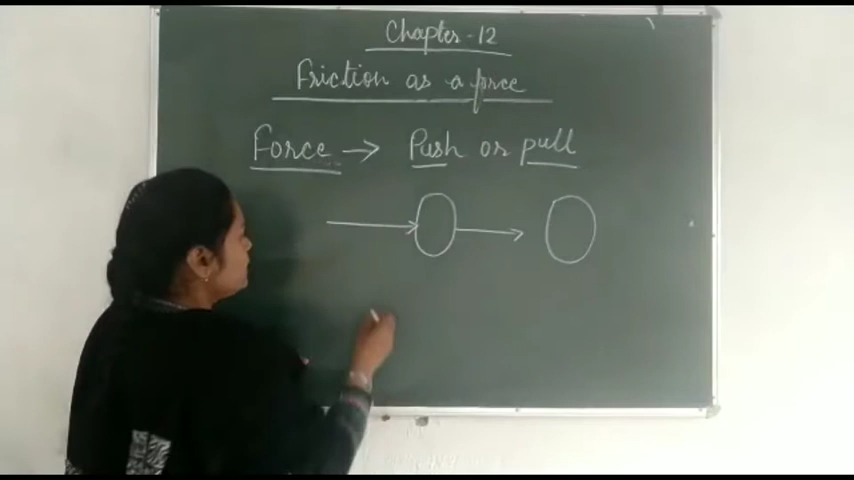 Chapter - 12
Friction as a force
Force → Push or pull